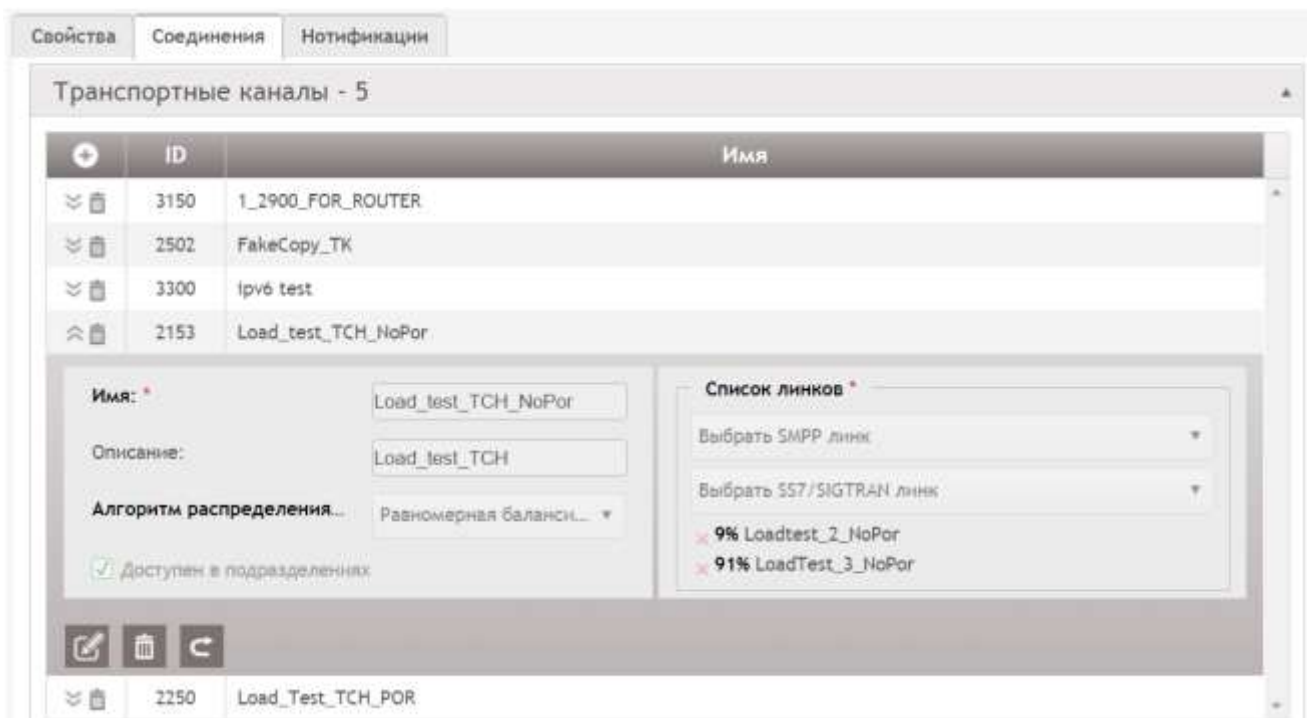 Свойства Соединения Нотификации
Транспортные каналы - 5
ID Имя
3150 1_2900_FOR_ROUTER
2502 FakeCopy_TK
3300 ipv6 test
2153 Load_test_TCH_NoPor
Имя: * Load_test_TCH_NoPor
Описание: Load_test_TCH
Алгоритм распределения... Равномерная баланси...
Доступен в подразделениях
Список линков *
Выбрать SMPP линк
Выбрать SS7/SIGTRAN линк
9% Loadtest_2_NoPor
91% LoadTest_3_NoPor
2250 Load_Test_TCH_POR